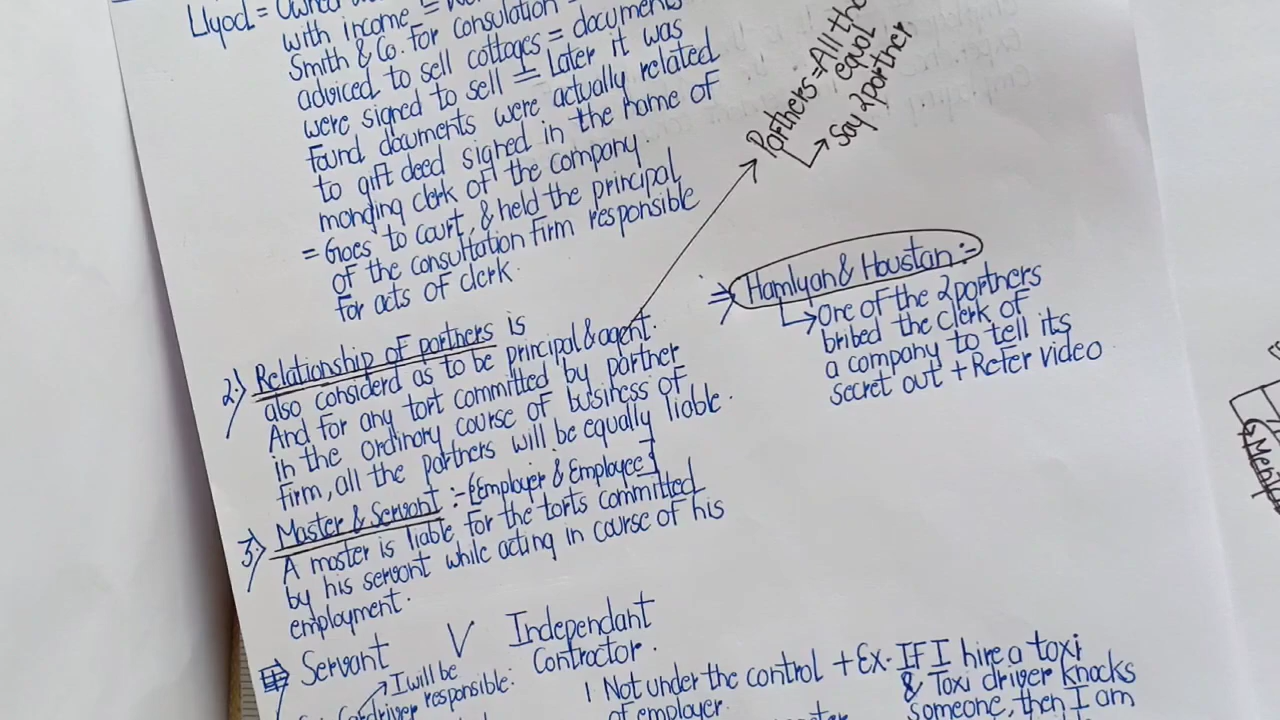 Llyod = Owned
with income =
Smith & Co. For consulation =
adviced to sell cottages = documents
were signed to sell = Later it was
found documents were actually related
to gift deed signed in the home of
monging clerk of the company.
= Goes to court, & held the principal
of the consultation firm responsible
for acts of clerk.
Parthers = All the
equal
↳ Say 2 partner
2.) Relationship of partners is
also considerd as to be principal & agent.
And for any tort committed by partner
in the ordinory course of business of
firm, all the partners will be equally liable.
⇒ Hamlyan & Houstan :-
↳ One of the 2 partners
bribed the clerk of
a company to tell its
secret out + Refer video
3.) Master & Servant :- [Employer & Employee]
A master is liable for the torts committed
by his servant while acting in course of his
employment.
Servant V Independant
Contractor.
→ I will be
responsible:
driver
1 Not under the control
of employer.
+ Ex. IF I hire a taxi
& Taxi driver knocks
someone, then I am